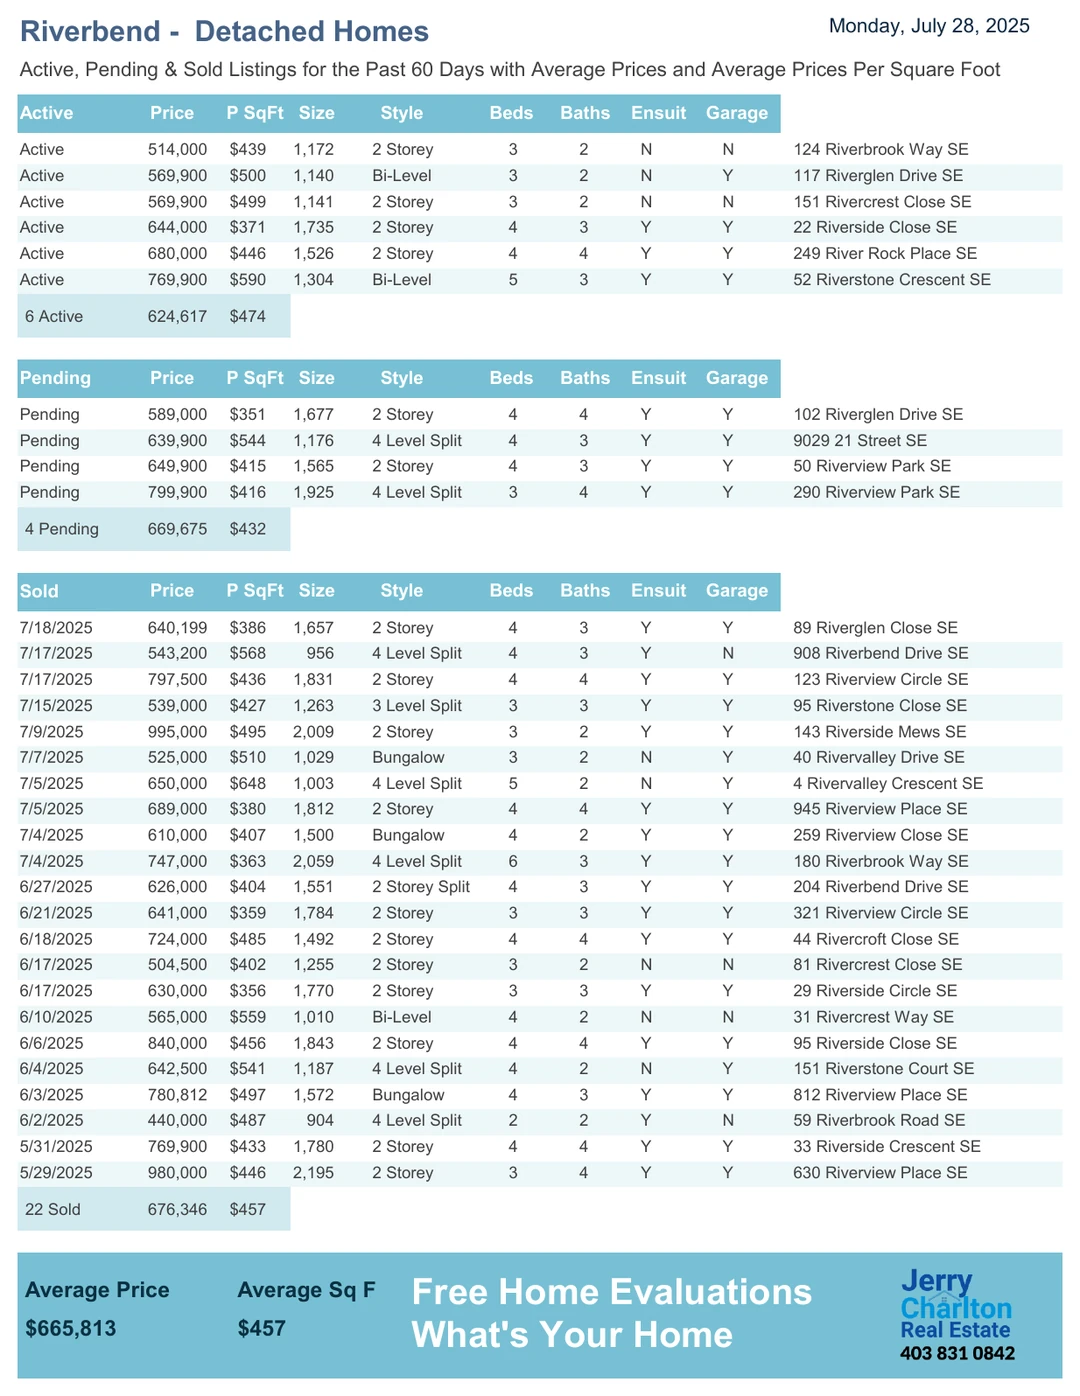 Riverbend - Detached Homes
Monday, July 28, 2025
Active, Pending & Sold Listings for the Past 60 Days with Average Prices and Average Prices Per Square Foot
Active Price P SqFt Size Style Beds Baths Ensuit Garage
Active 514,000 $439 1,172 2 Storey 3 2 N N 124 Riverbrook Way SE
Active 569,900 $500 1,140 Bi-Level 3 2 N Y 117 Riverglen Drive SE
Active 569,900 $499 1,141 2 Storey 3 2 N N 151 Rivercrest Close SE
Active 644,000 $371 1,735 2 Storey 4 3 Y Y 22 Riverside Close SE
Active 680,000 $446 1,526 2 Storey 4 4 Y Y 249 River Rock Place SE
Active 769,900 $590 1,304 Bi-Level 5 3 Y Y 52 Riverstone Crescent SE
6 Active 624,617 $474
Pending Price P SqFt Size Style Beds Baths Ensuit Garage
Pending 589,000 $351 1,677 2 Storey 4 4 Y Y 102 Riverglen Drive SE
Pending 639,900 $544 1,176 4 Level Split 4 3 Y Y 9029 21 Street SE
Pending 649,900 $415 1,565 2 Storey 4 3 Y Y 50 Riverview Park SE
Pending 799,900 $416 1,925 4 Level Split 3 4 Y Y 290 Riverview Park SE
4 Pending 669,675 $432
Sold Price P SqFt Size Style Beds Baths Ensuit Garage
7/18/2025 640,199 $386 1,657 2 Storey 4 3 Y Y 89 Riverglen Close SE
7/17/2025 543,200 $568 956 4 Level Split 4 3 Y N 908 Riverbend Drive SE
7/17/2025 797,500 $436 1,831 2 Storey 4 4 Y Y 123 Riverview Circle SE
7/15/2025 539,000 $427 1,263 3 Level Split 3 3 Y Y 95 Riverstone Close SE
7/9/2025 995,000 $495 2,009 2 Storey 3 2 Y Y 143 Riverside Mews SE
7/7/2025 525,000 $510 1,029 Bungalow 3 2 N Y 40 Rivervalley Drive SE
7/5/2025 650,000 $648 1,003 4 Level Split 5 2 N Y 4 Rivervalley Crescent SE
7/5/2025 689,000 $380 1,812 2 Storey 4 4 Y Y 945 Riverview Place SE
7/4/2025 610,000 $407 1,500 Bungalow 4 2 Y Y 259 Riverview Close SE
7/4/2025 747,000 $363 2,059 4 Level Split 6 3 Y Y 180 Riverbrook Way SE
6/27/2025 626,000 $404 1,551 2 Storey Split 4 3 Y Y 204 Riverbend Drive SE
6/21/2025 641,000 $359 1,784 2 Storey 3 3 Y Y 321 Riverview Circle SE
6/18/2025 724,000 $485 1,492 2 Storey 4 4 Y Y 44 Rivercroft Close SE
6/17/2025 504,500 $402 1,255 2 Storey 3 2 N N 81 Rivercrest Close SE
6/17/2025 630,000 $356 1,770 2 Storey 3 3 Y Y 29 Riverside Circle SE
6/10/2025 565,000 $559 1,010 Bi-Level 4 2 N N 31 Rivercrest Way SE
6/6/2025 840,000 $456 1,843 2 Storey 4 4 Y Y 95 Riverside Close SE
6/4/2025 642,500 $541 1,187 4 Level Split 4 2 N Y 151 Riverstone Court SE
6/3/2025 780,812 $497 1,572 Bungalow 4 3 Y Y 812 Riverview Place SE
6/2/2025 440,000 $487 904 4 Level Split 2 2 Y N 59 Riverbrook Road SE
5/31/2025 769,900 $433 1,780 2 Storey 4 4 Y Y 33 Riverside Crescent SE
5/29/2025 980,000 $446 2,195 2 Storey 3 4 Y Y 630 Riverview Place SE
22 Sold 676,346 $457
Average Price Average Sq F
$665,813 $457
Free Home Evaluations
What's Your Home
Jerry
Charlton
Real Estate
403 831 0842